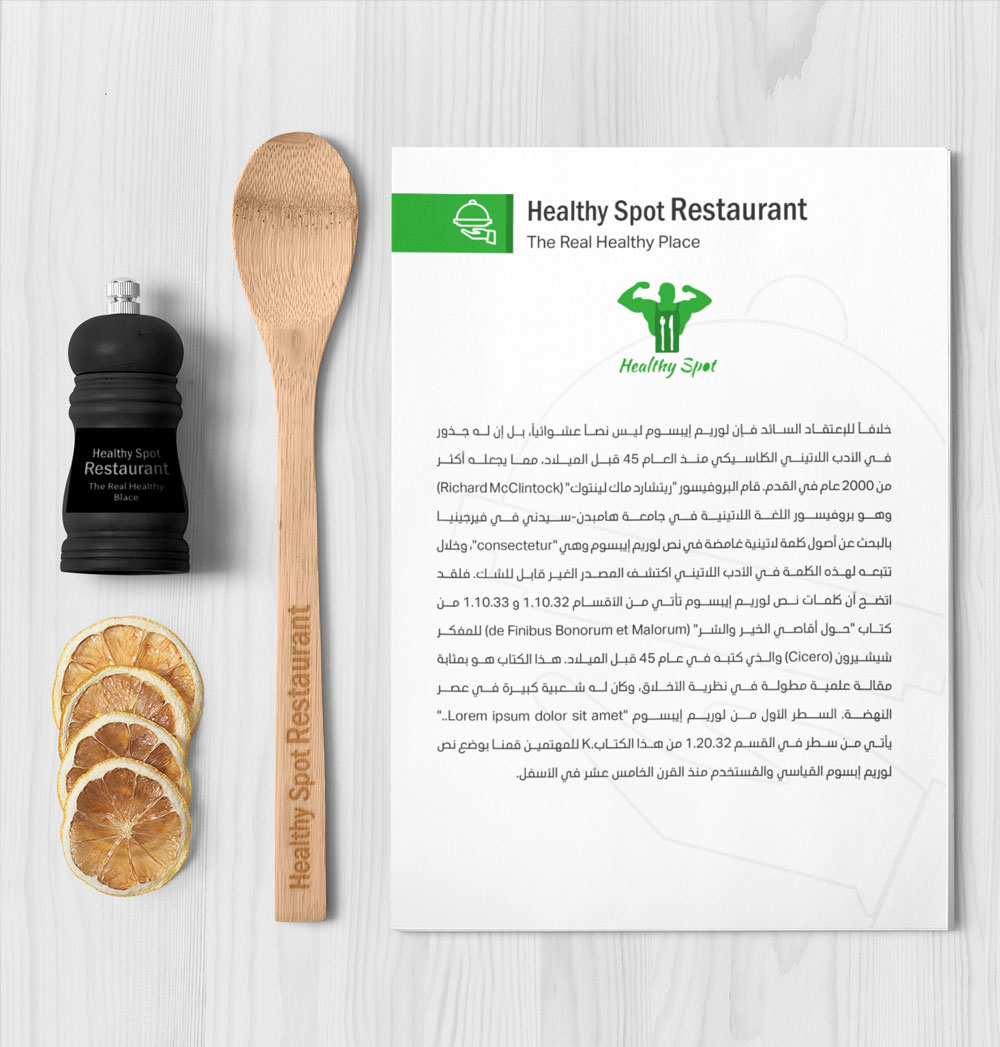 Healthy Spot Restaurant
The Real Healthy Place
Healthy Spot
خلافاَ للإعتقاد السائد فإن لوريم إيبسوم ليس نصاَ عشوائياً، بل إن له جذور
في الأدب اللاتيني الكلاسيكي منذ العام 45 قبل الميلاد، مما يجعله أكثر
من 2000 عام في القدم. قام البروفيسور "ريتشارد ماك لينتوك" (Richard McClintock)
وهو بروفيسور اللغة اللاتينية في جامعة هامبدن-سيدني في فيرجينيا
بالبحث عن أصول كلمة لاتينية غامضة في نص لوريم إيبسوم وهي "consectetur"، وخلال
تتبعه لهذه الكلمة في الأدب اللاتيني اكتشف المصدر الغير قابل للشك. فلقد
اتضح أن كلمات نص لوريم إيبسوم تأتي من الأقسام 1.10.32 و 1.10.33 من
كتاب "حول أقاصي الخير والشر" (de Finibus Bonorum et Malorum) للمفكر
شيشيرون (Cicero) والذي كتبه في عام 45 قبل الميلاد. هذا الكتاب هو بمثابة
مقالة علمية مطولة في نظرية الأخلاق، وكان له شعبية كبيرة في عصر
النهضة. السطر الأول من لوريم إيبسوم "Lorem ipsum dolor sit amet.."
يأتي من سطر في القسم 1.20.32 من هذا الكتاب.K للمهتمين قمنا بوضع نص
لوريم إبسوم القياسي والمُستخدم منذ القرن الخامس عشر في الأسفل.
Healthy Spot
Restaurant
The Real Healthy
Blace
Healthy Spot Restaurant